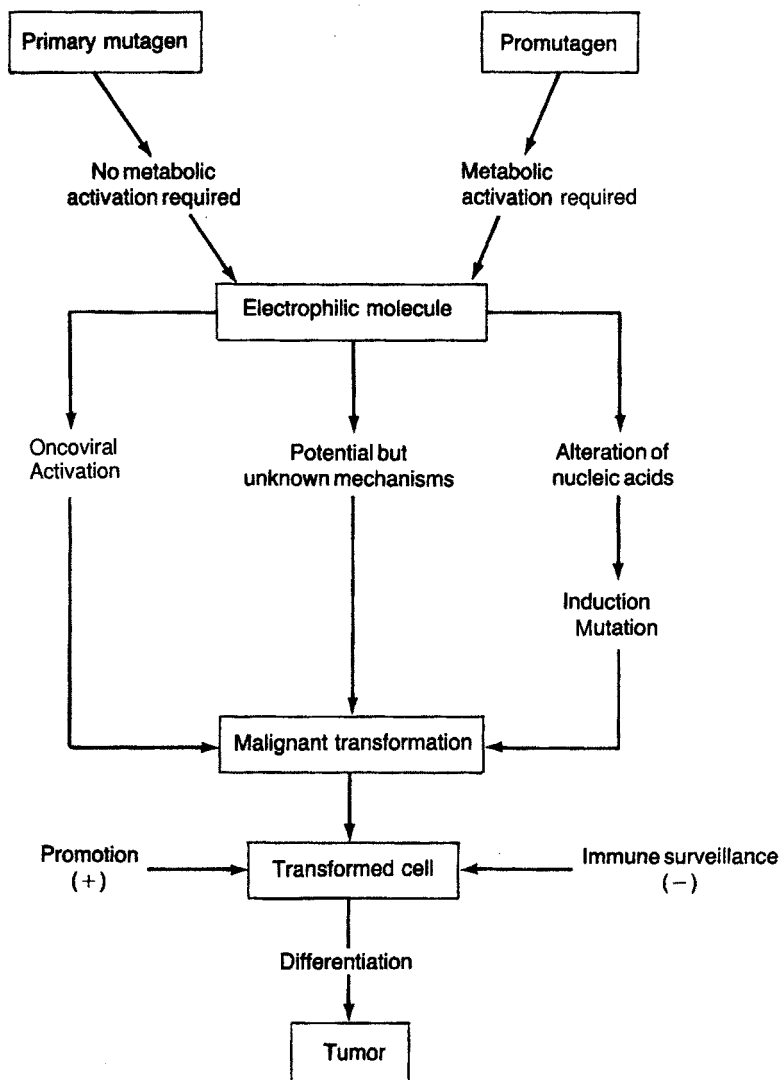 Primary mutagen
Promutagen
No metabolic
activation required
Metabolic
activation required
Electrophilic molecule
Oncoviral
Activation
Potential but
unknown mechanisms
Alteration of
nucleic acids
Induction
Mutation
Malignant transformation
Promotion
(+)
Transformed cell
Immune surveillance
(−)
Differentiation
Tumor